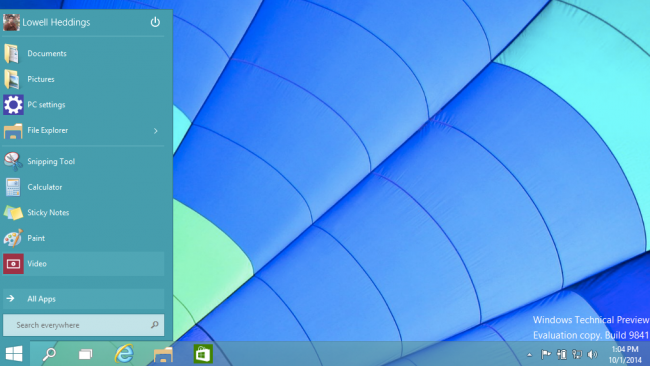 Lowell Heddings
Documents
Pictures
PC settings
File Explorer
Snipping Tool
Calculator
Sticky Notes
Paint
Video
All Apps
Search everywhere
Windows Technical Preview
Evaluation copy. Build 9841
1:04 PM
10/1/2014